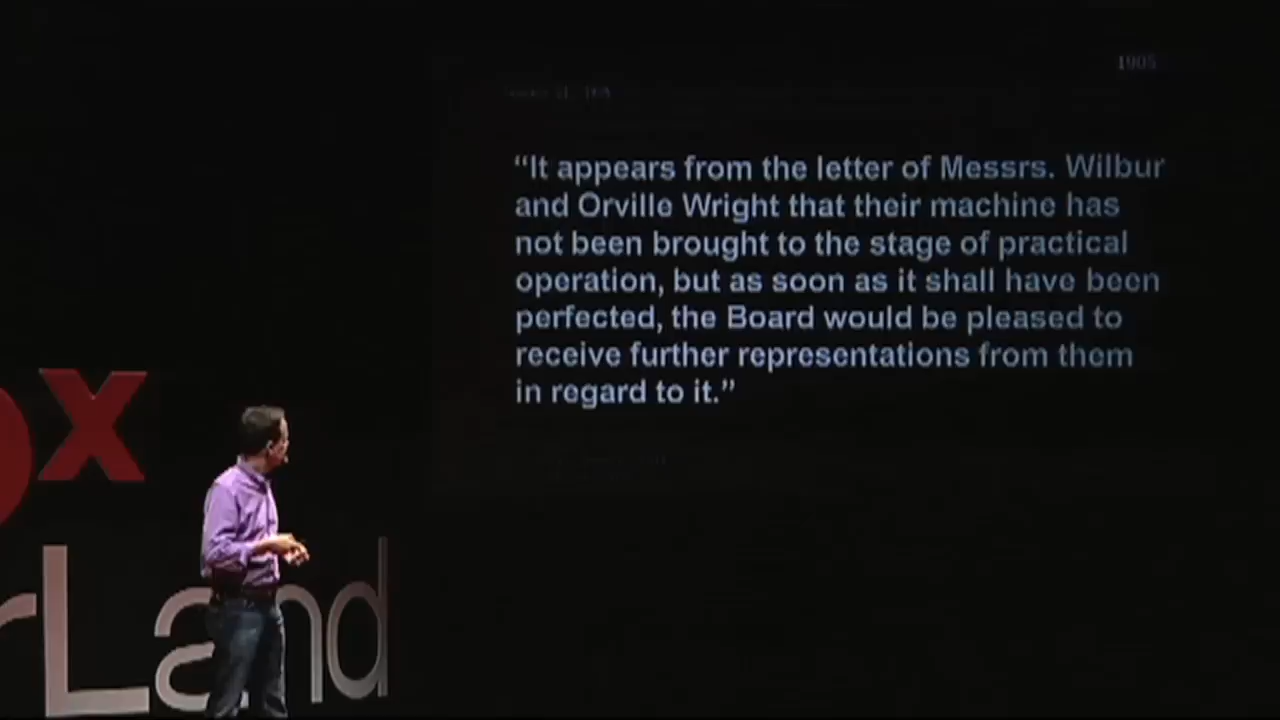 1905
“It appears from the letter of Messrs. Wilbur
and Orville Wright that their machine has
not been brought to the stage of practical
operation, but as soon as it shall have been
perfected, the Board would be pleased to
receive further representations from them
in regard to it.”
x
rLand